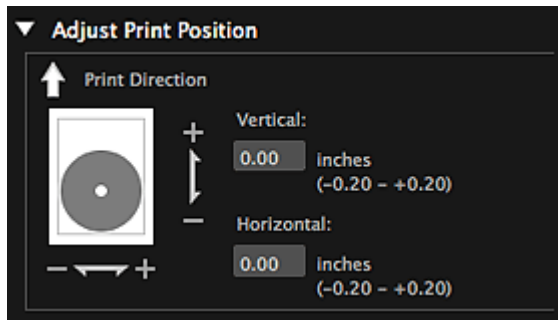 Adjust Print Position
Print Direction
+
Vertical:
0.00 inches
(-0.20 – +0.20)
−
Horizontal:
− +
0.00 inches
(-0.20 – +0.20)